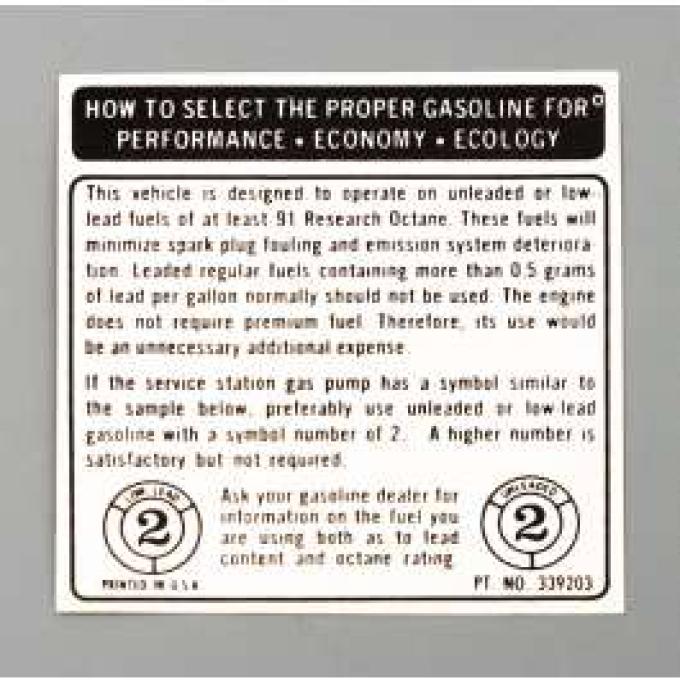 HOW TO SELECT THE PROPER GASOLINE FOR°
PERFORMANCE • ECONOMY • ECOLOGY
This vehicle is designed to operate on unleaded or low-
lead fuels of at least 91 Research Octane. These fuels will
minimize spark plug fouling and emission system deteriora-
tion. Leaded regular fuels containing more than 0.5 grams
of lead per gallon normally should not be used. The engine
does not require premium fuel. Therefore, its use would
be an unnecessary additional expense.
If the service station gas pump has a symbol similar to
the sample below, preferably use unleaded or low-lead
gasoline with a symbol number of 2. A higher number is
satisfactory but not required.
LOW LEAD
2
Ask your gasoline dealer for
information on the fuel you
are using both as to lead
content and octane rating
UNLEADED
2
PRINTED IN U.S.A.
PT. NO. 339203